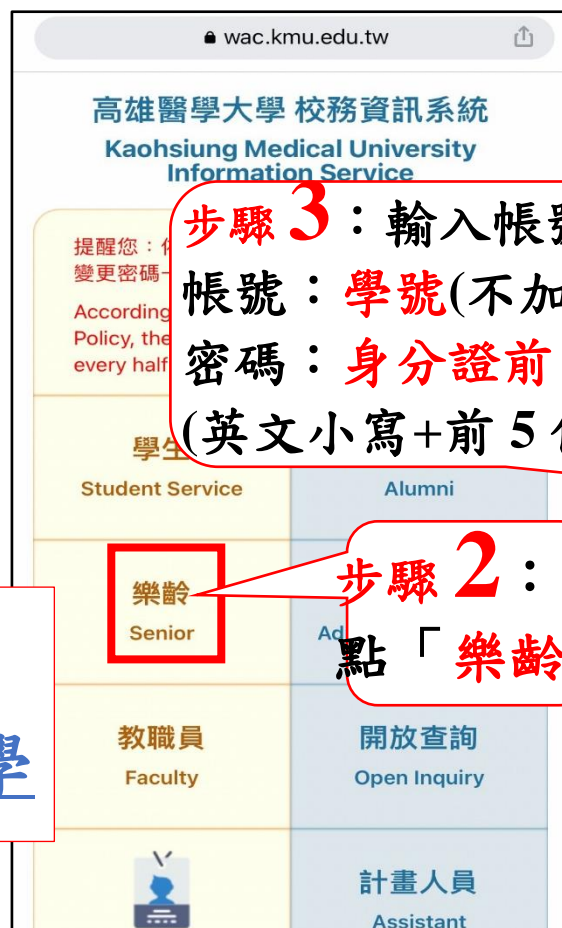 wac.kmu.edu.tw
高雄醫學大學 校務資訊系統
Kaohsiung Medical University
Information Service
提醒您：
變更密碼
According
Policy, the
every half
步驟 3：輸入帳號
帳號：學號(不加
密碼：身分證前
(英文小寫+前 5
學生
Student Service
Alumni
樂齡
Senior
步驟 2：
點「樂齡
教職員
Faculty
開放查詢
Open Inquiry
學
計畫人員
Assistant